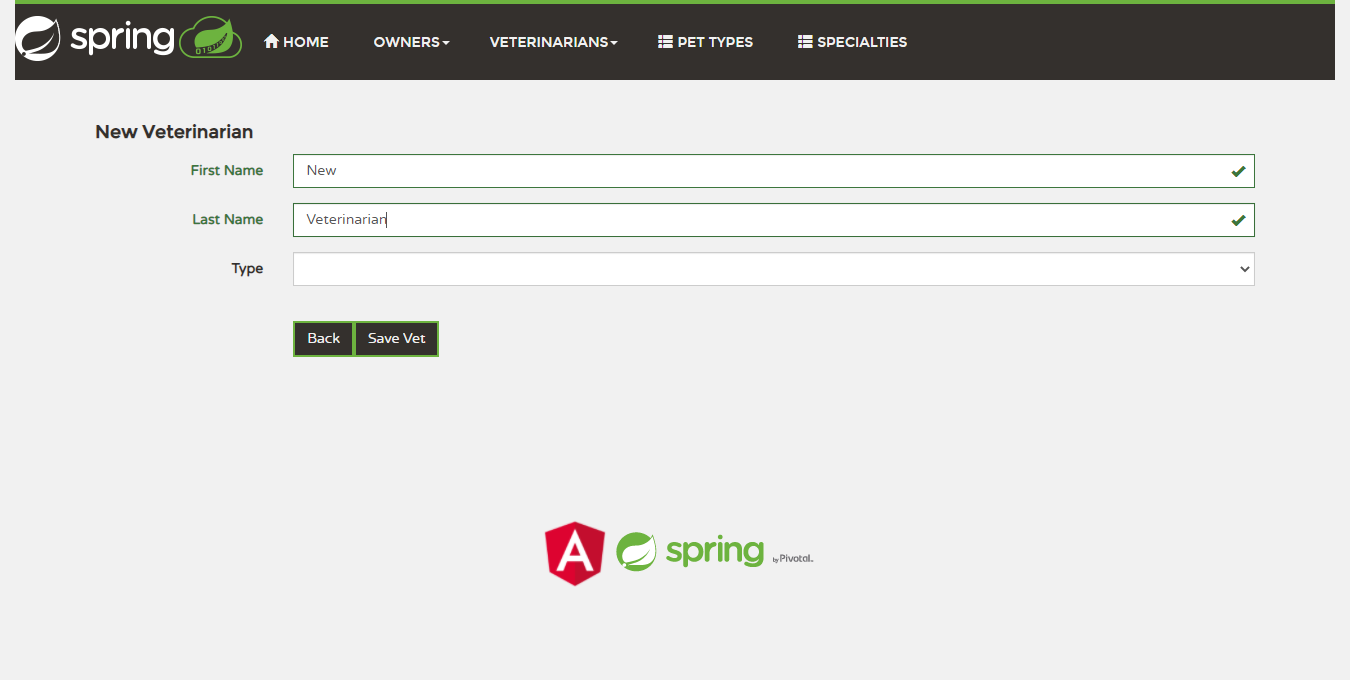 spring HOME OWNERS VETERINARIANS PET TYPES SPECIALTIES
New Veterinarian
First Name New
Last Name Veterinarian
Type
Back Save Vet
A spring by Pivotal.